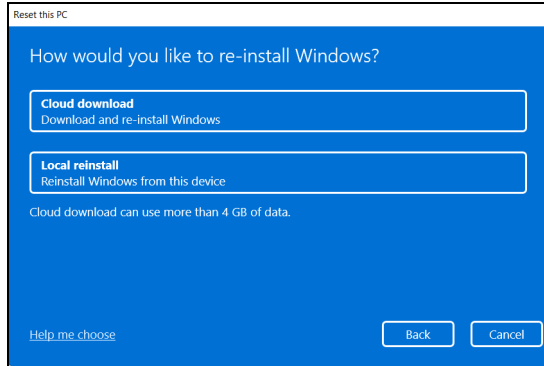 Reset this PC
How would you like to re-install Windows?
Cloud download
Download and re-install Windows
Local reinstall
Reinstall Windows from this device
Cloud download can use more than 4 GB of data.
Help me choose
Back
Cancel